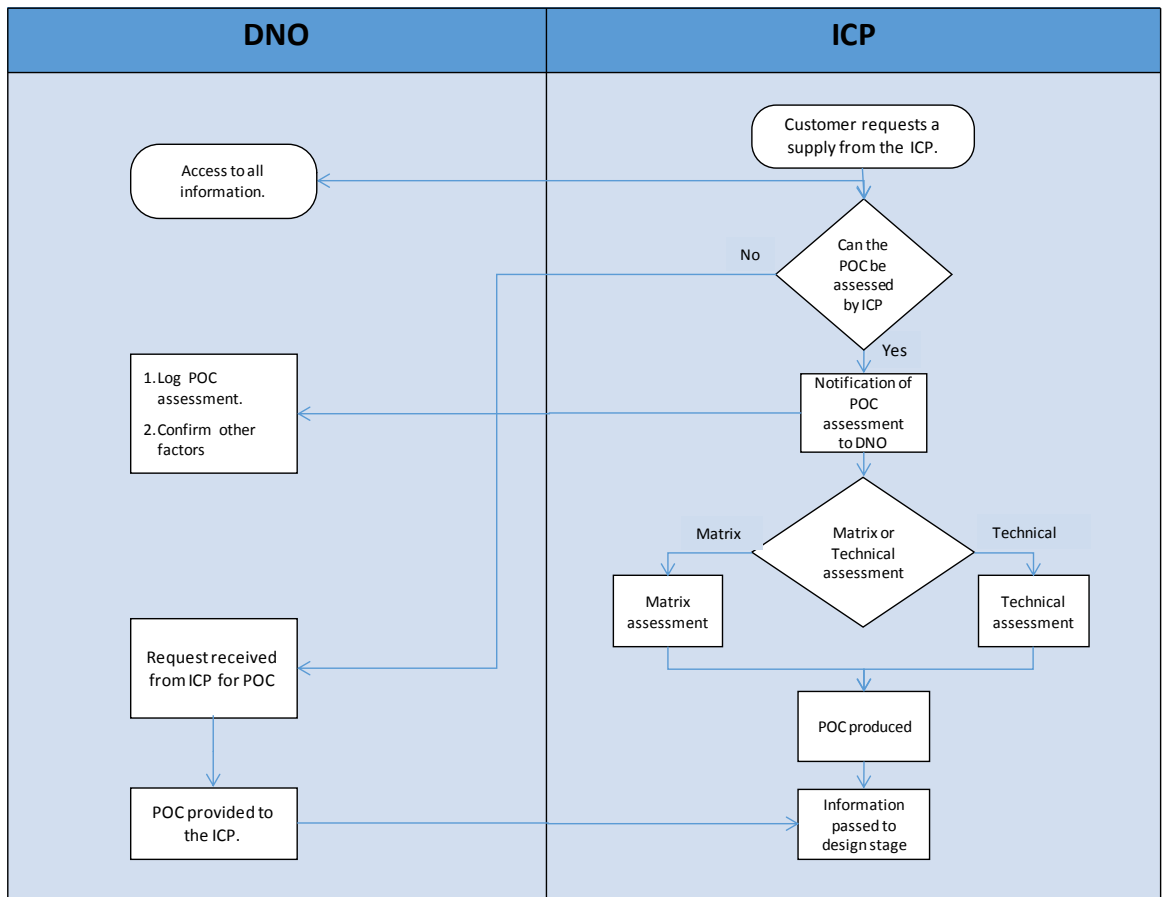 DNO
ICP
Customer requests a
supply from the ICP.
Access to all
information.
Can the
POC be
assessed
by ICP
No
Yes
1. Log POC
assessment.
2. Confirm other
factors
Notification of
POC
assessment
to DNO
Matrix
Matrix or
Technical
assessment
Technical
Matrix
assessment
Technical
assessment
Request received
from ICP for POC
POC produced
POC provided to
the ICP.
Information
passed to
design stage